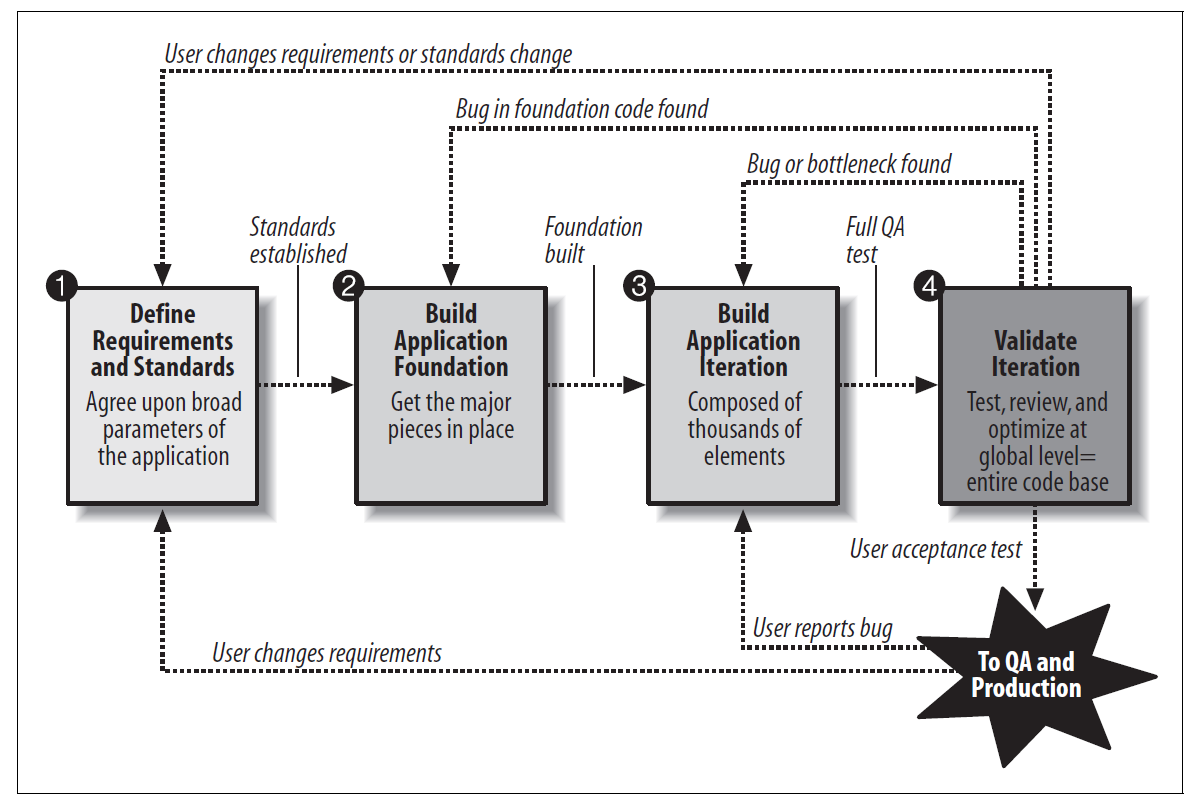 User changes requirements or standards change
Bug in foundation code found
Bug or bottleneck found
Standards
established
Foundation
built
Full QA
test
1
Define
Requirements
and Standards
Agree upon broad
parameters of
the application
2
Build
Application
Foundation
Get the major
pieces in place
3
Build
Application
Iteration
Composed of
thousands of
elements
4
Validate
Iteration
Test, review, and
optimize at
global level=
entire code base
User acceptance test
User reports bug
User changes requirements
To QA and
Production